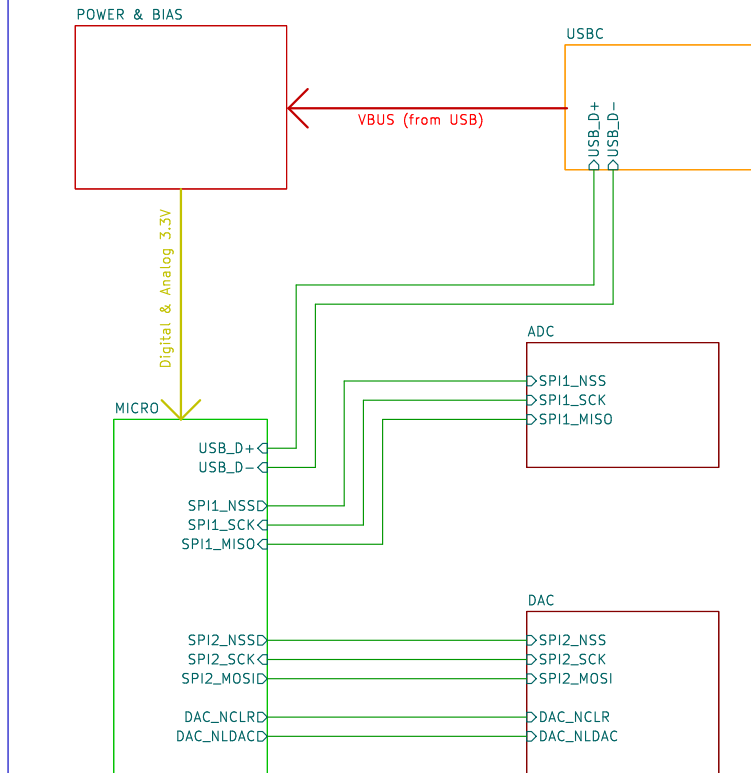 POWER & BIAS
USBC
VBUS (from USB)
USB_D+
USB_D-
Digital & Analog 3.3V
ADC
SPI1_NSS
SPI1_SCK
SPI1_MISO
MICRO
USB_D+
USB_D-
SPI1_NSS
SPI1_SCK
SPI1_MISO
DAC
SPI2_NSS
SPI2_SCK
SPI2_MOSI
DAC_NCLR
DAC_NLDAC
SPI2_NSS
SPI2_SCK
SPI2_MOSI
DAC_NCLR
DAC_NLDAC